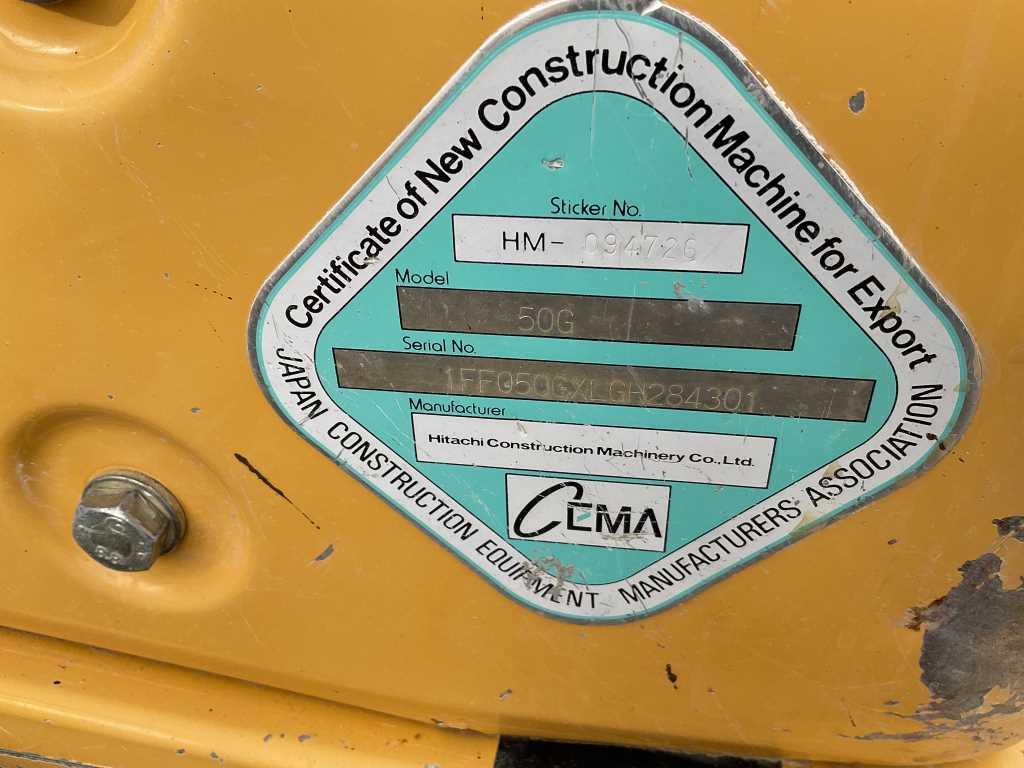 Certificate of New Construction Machine for Export
Sticker No.
HM- 094726
Model
50G
Serial No.
1FF050GXLGH284301
Manufacturer
Hitachi Construction Machinery Co., Ltd.
CEMA
JAPAN CONSTRUCTION EQUIPMENT MANUFACTURERS ASSOCIATION